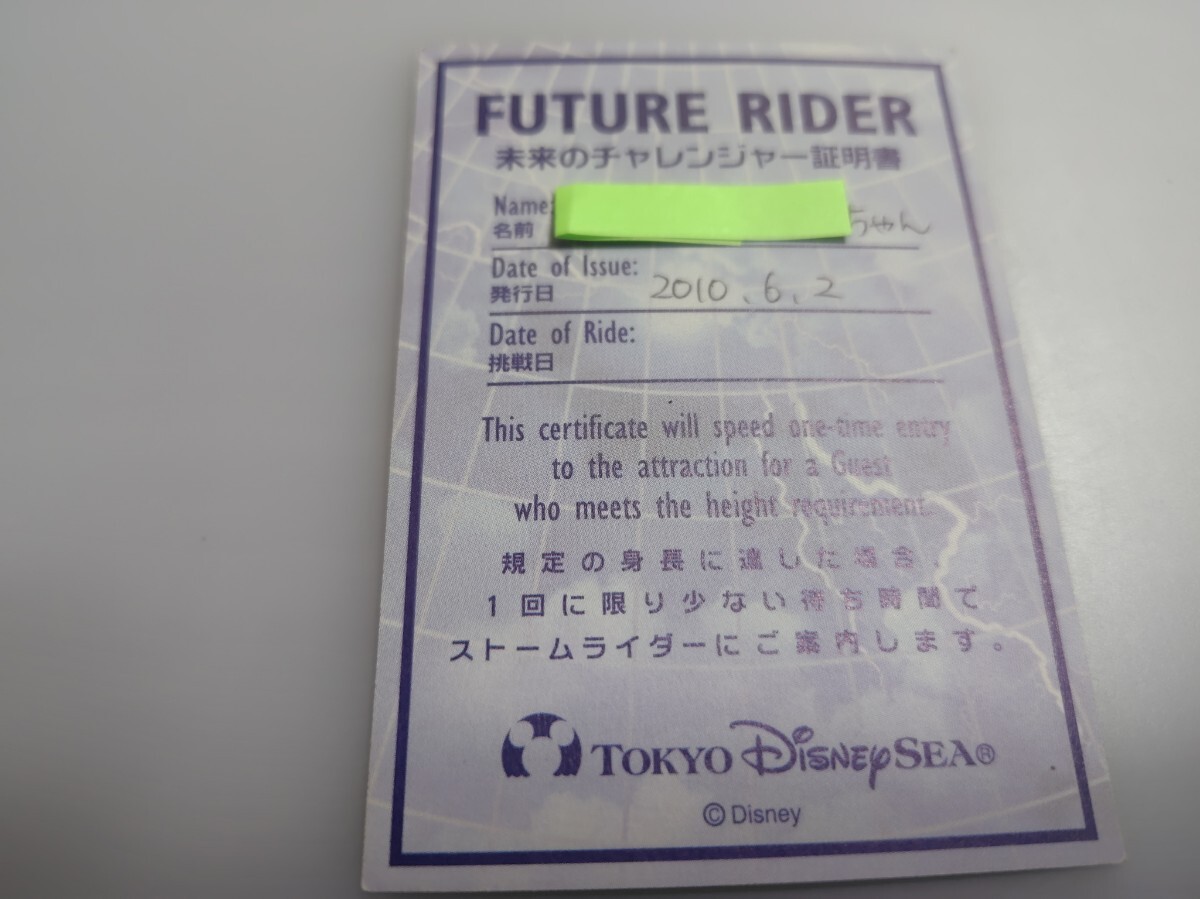 FUTURE RIDER
未来のチャレンジャー証明書
Name:
名前 ちゃん
Date of Issue:
発行日 2010.6.2
Date of Ride:
挑戦日
This certificate will speed one-time entry
to the attraction for a Guest
who meets the height requirement.
規定の身長に達した場合、
1回に限り少ない待ち時間で
ストームライダーにご案内します。
TOKYO DISNEYSEA®
© Disney